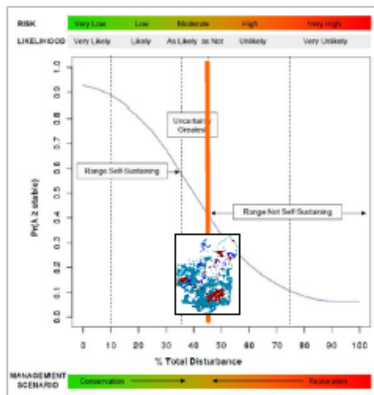 RISK Very Low Low Moderate High Very High
LIKELIHOOD Very Likely Likely As Likely as Not Unlikely Very Unlikely
1.0
0.9
0.8
Uncertainty
Greatest
0.7
0.6
Range Self-Sustaining
0.5
Pr(λ ≥ stable)
0.4
Range Not Self-Sustaining
0.3
0.2
0.1
0.0
0 10 20 30 40 50 60 70 80 90 100
% Total Disturbance
MANAGEMENT
SCENARIO
Conservation Restoration